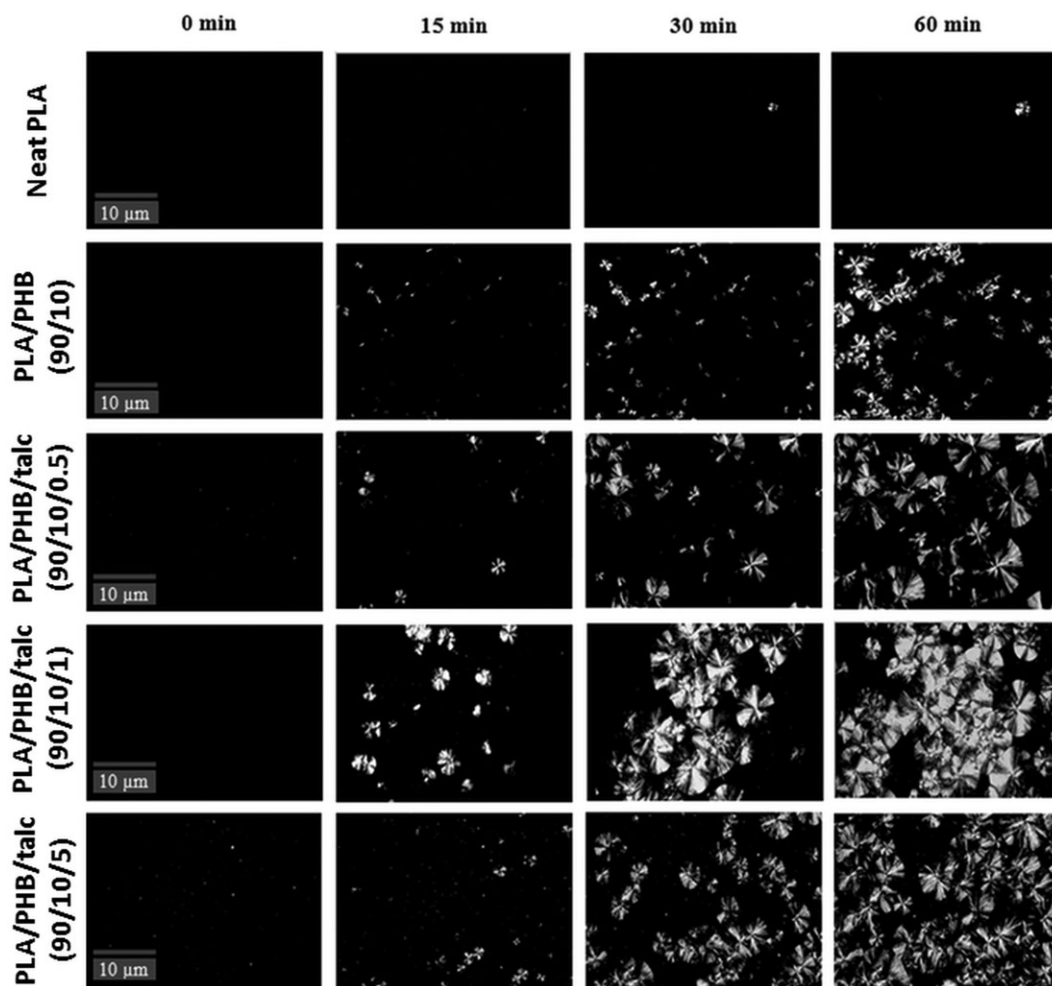 0 min
15 min
30 min
60 min
Neat PLA
10 µm
PLA/PHB
(90/10)
10 µm
PLA/PHB/talc
(90/10/0.5)
10 µm
PLA/PHB/talc
(90/10/1)
10 µm
PLA/PHB/talc
(90/10/5)
10 µm